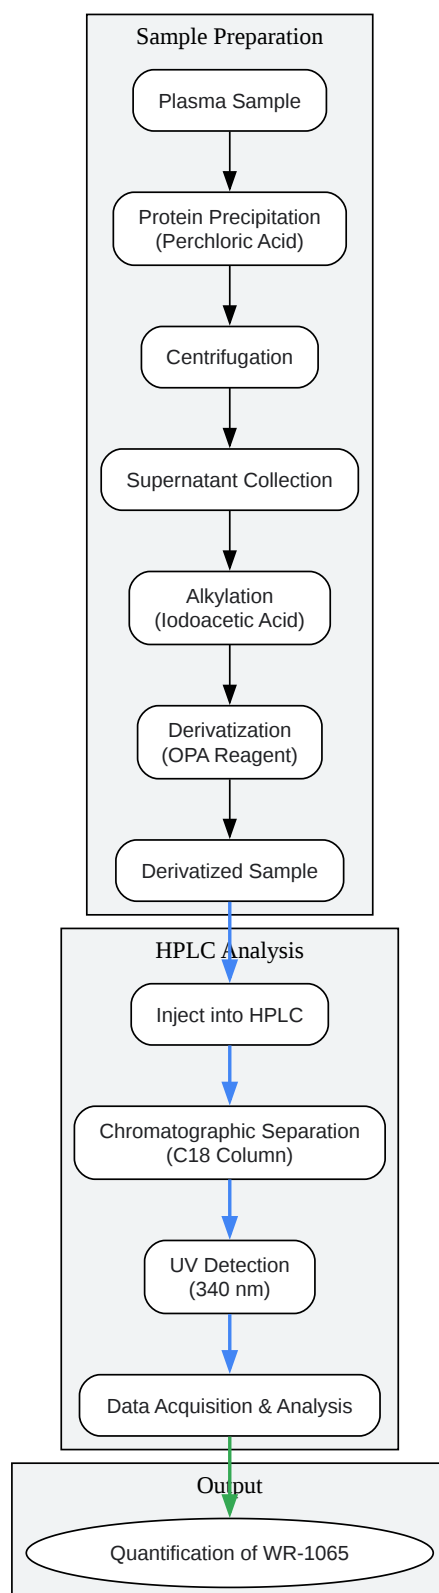 Sample Preparation
Plasma Sample
Protein Precipitation
(Perchloric Acid)
Centrifugation
Supernatant Collection
Alkylation
(Iodoacetic Acid)
Derivatization
(OPA Reagent)
Derivatized Sample
HPLC Analysis
Inject into HPLC
Chromatographic Separation
(C18 Column)
UV Detection
(340 nm)
Data Acquisition & Analysis
Output
Quantification of WR-1065